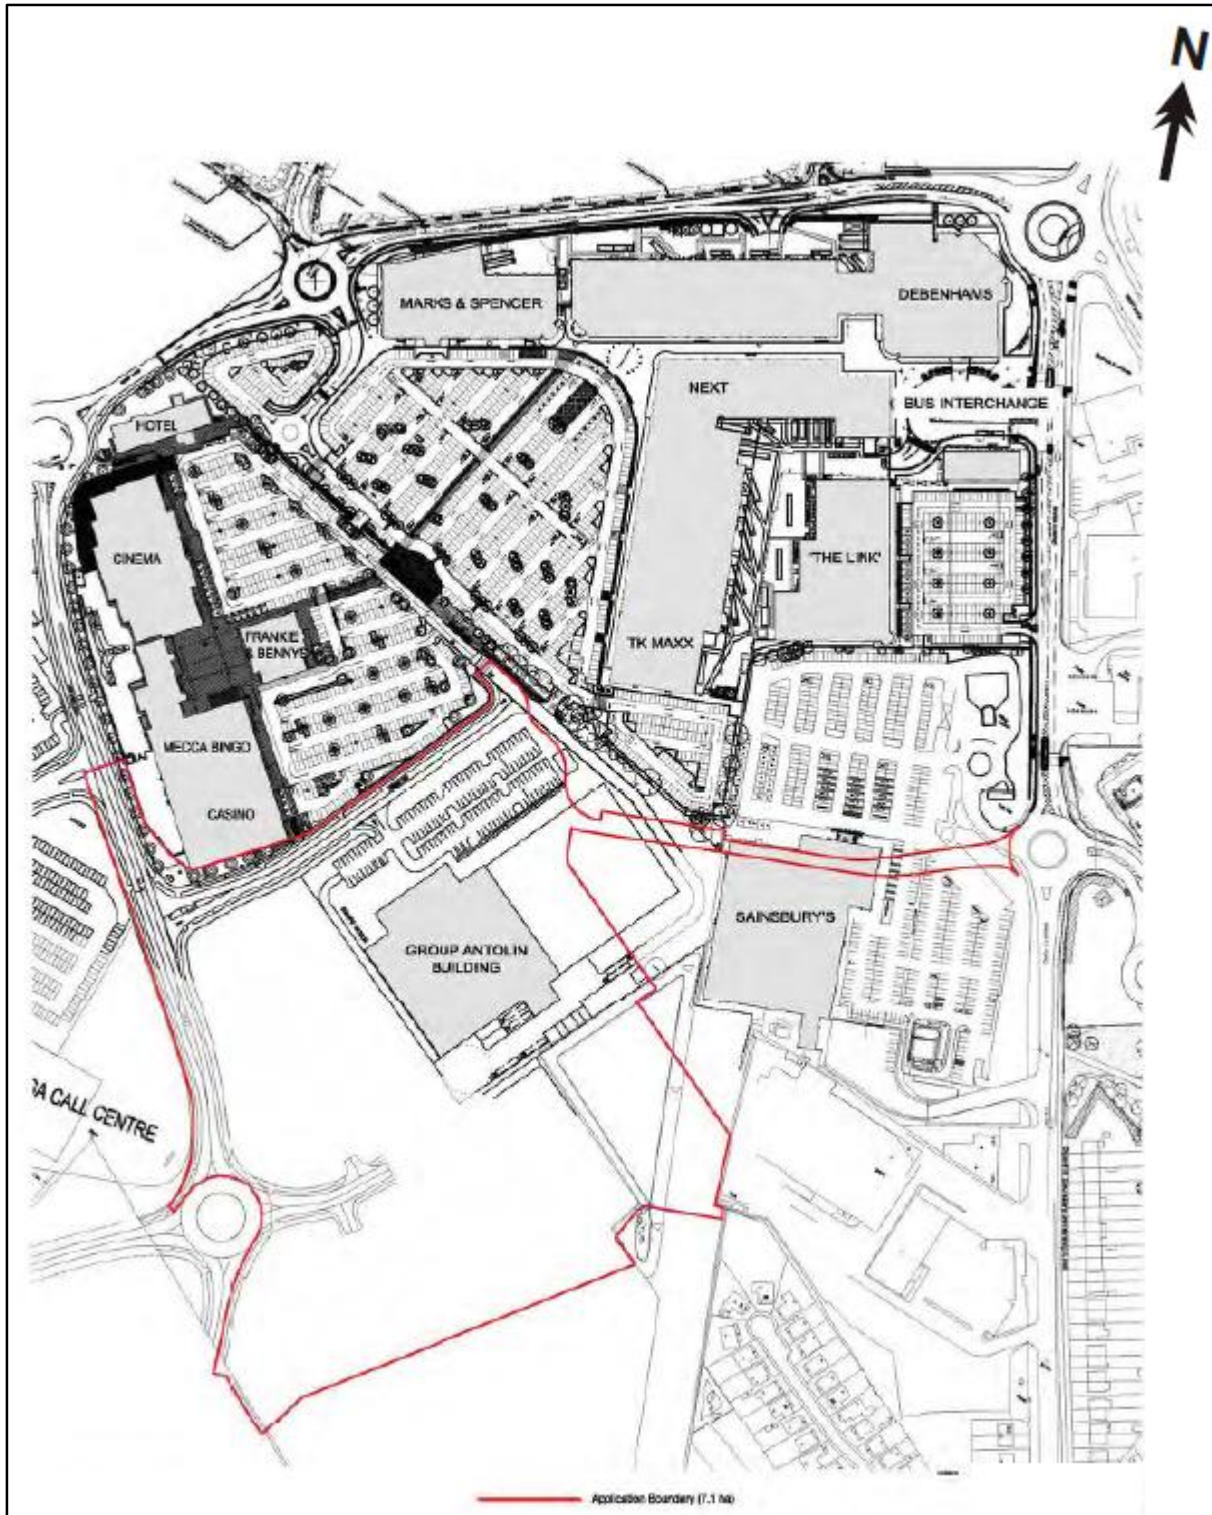 N
MARKS & SPENCER
DEBENHAMS
NEXT
BUS INTERCHANGE
HOTEL
CINEMA
'THE LINK'
FRANKIE
& BENNYS
TK MAXX
MECCA BINGO
CASINO
SAINSBURY'S
GROUP ANTOLIN
BUILDING
CALL CENTRE
Application Boundary (7.1 ha)